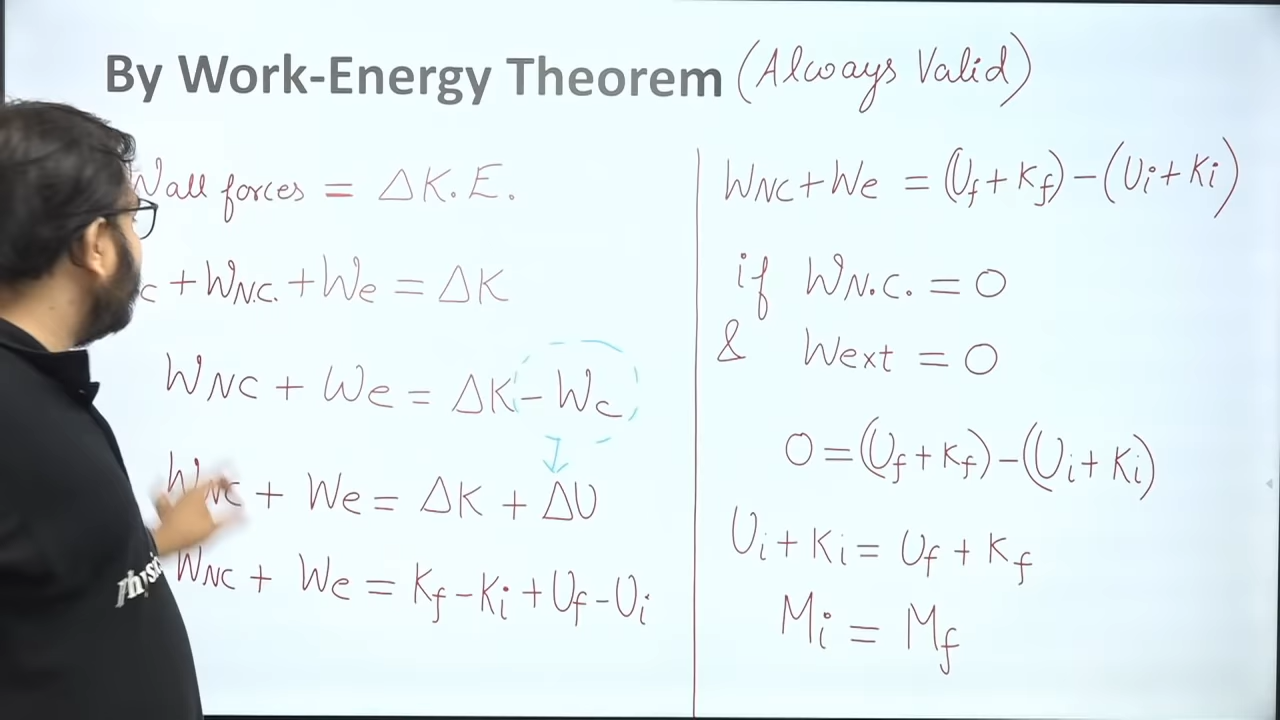 By Work-Energy Theorem (Always Valid)
Wall forces = ΔK.E.
c + WN.C. + We = ΔK
WNC + We = ΔK - Wc
WNC + We = ΔK + ΔU
WNC + We = Kf - Ki + Uf - Ui
WNC + We = (Uf + Kf) - (Ui + Ki)
if WN.C. = 0
& Wext = 0
0 = (Uf + Kf) - (Ui + Ki)
Ui + Ki = Uf + Kf
Mi = Mf
Physic